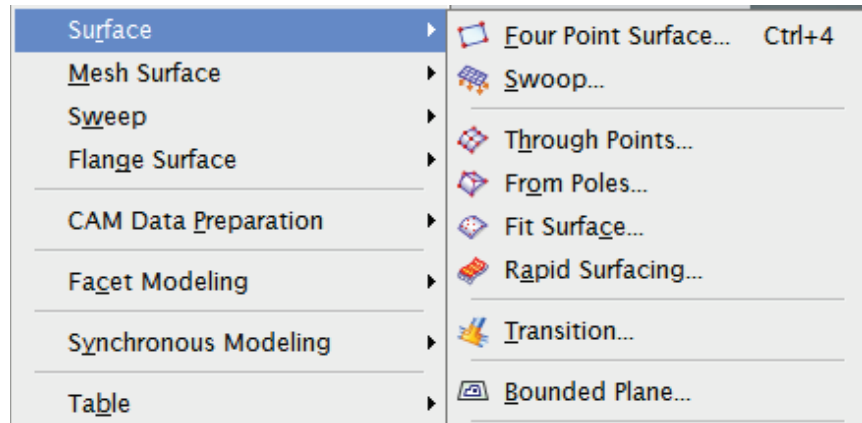 Surface
Mesh Surface
Sweep
Flange Surface
CAM Data Preparation
Facet Modeling
Synchronous Modeling
Table
Four Point Surface... Ctrl+4
Swoop...
Through Points...
From Poles...
Fit Surface...
Rapid Surfacing...
Transition...
Bounded Plane...